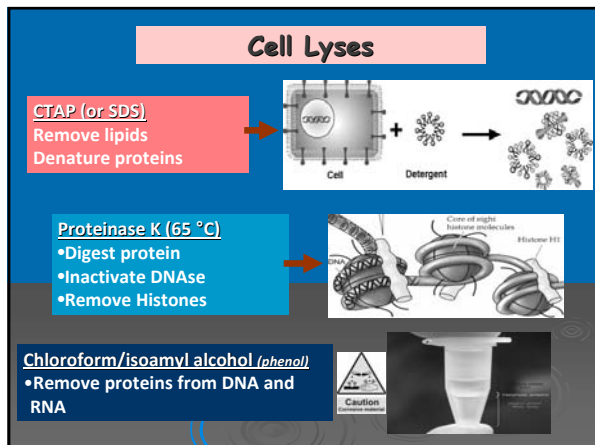 Cell Lyses
CTAP (or SDS)
Remove lipids
Denature proteins
+
Cell
Detergent
Proteinase K (65 °C)
•Digest protein
•Inactivate DNAse
•Remove Histones
Core of eight
histone molecules
Histone H1
DNA
Chloroform/isoamyl alcohol (phenol)
•Remove proteins from DNA and
RNA
Caution
Corrosive material